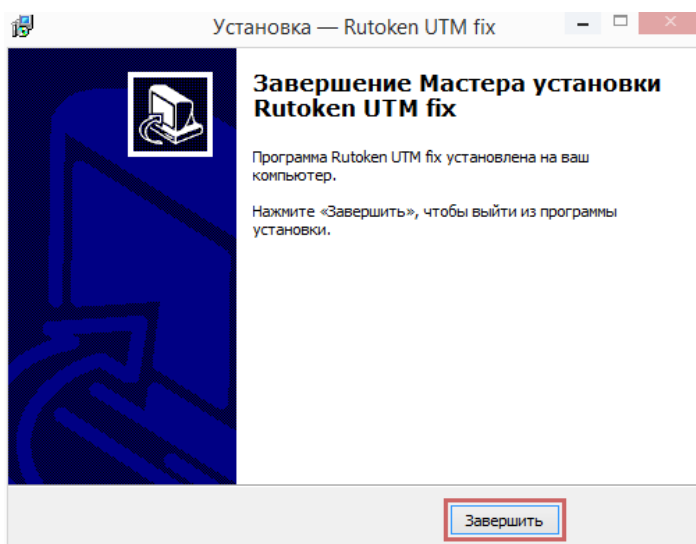 Установка — Rutoken UTM fix
Завершение Мастера установки
Rutoken UTM fix
Программа Rutoken UTM fix установлена на ваш
компьютер.
Нажмите «Завершить», чтобы выйти из программы
установки.
Завершить